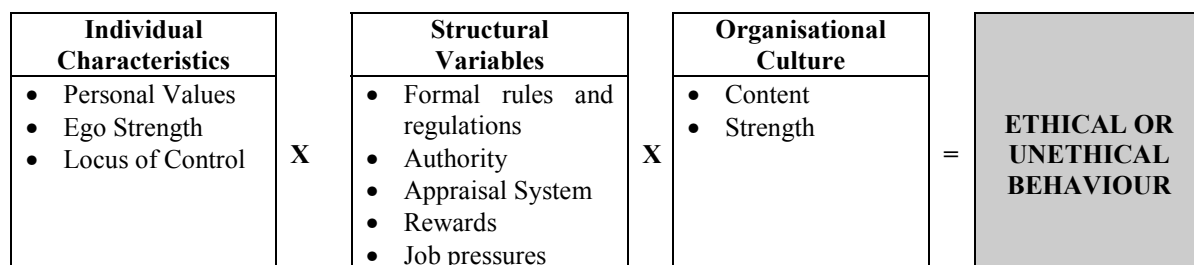 Individual
Characteristics
• Personal Values
• Ego Strength
• Locus of Control
X
Structural
Variables
• Formal rules and
regulations
• Authority
• Appraisal System
• Rewards
• Job pressures
X
Organisational
Culture
• Content
• Strength
=
ETHICAL OR
UNETHICAL
BEHAVIOUR